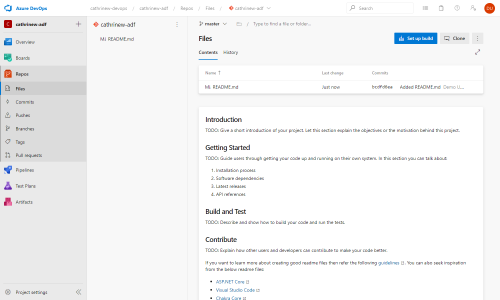 Azure DevOps
cathrinew-devops / cathrinew-adf / Repos / Files / cathrinew-adf
Search
C cathrinew-adf
Overview
Boards
Repos
Files
Commits
Pushes
Branches
Tags
Pull requests
Pipelines
Test Plans
Artifacts
Project settings
cathrinew-adf
M↓ README.md
master
Type to find a file or folder...
Files
Set up build
Clone
Contents
History
Name ↑
Last change
Commits
M↓ README.md
Just now
Added README.md
Introduction
TODO: Give a short introduction of your project. Let this section explain the objectives or the motivation behind this project.
Getting Started
TODO: Guide users through getting your code up and running on their own system. In this section you can talk about:
1. Installation process
2. Software dependencies
3. Latest releases
4. API references
Build and Test
TODO: Describe and show how to build your code and run the tests.
Contribute
TODO: Explain how other users and developers can contribute to make your code better.
If you want to learn more about creating good readme files then refer the following guidelines. You can also seek inspiration
from the below readme files:
• ASP.NET Core
• Visual Studio Code
• Chakra Core